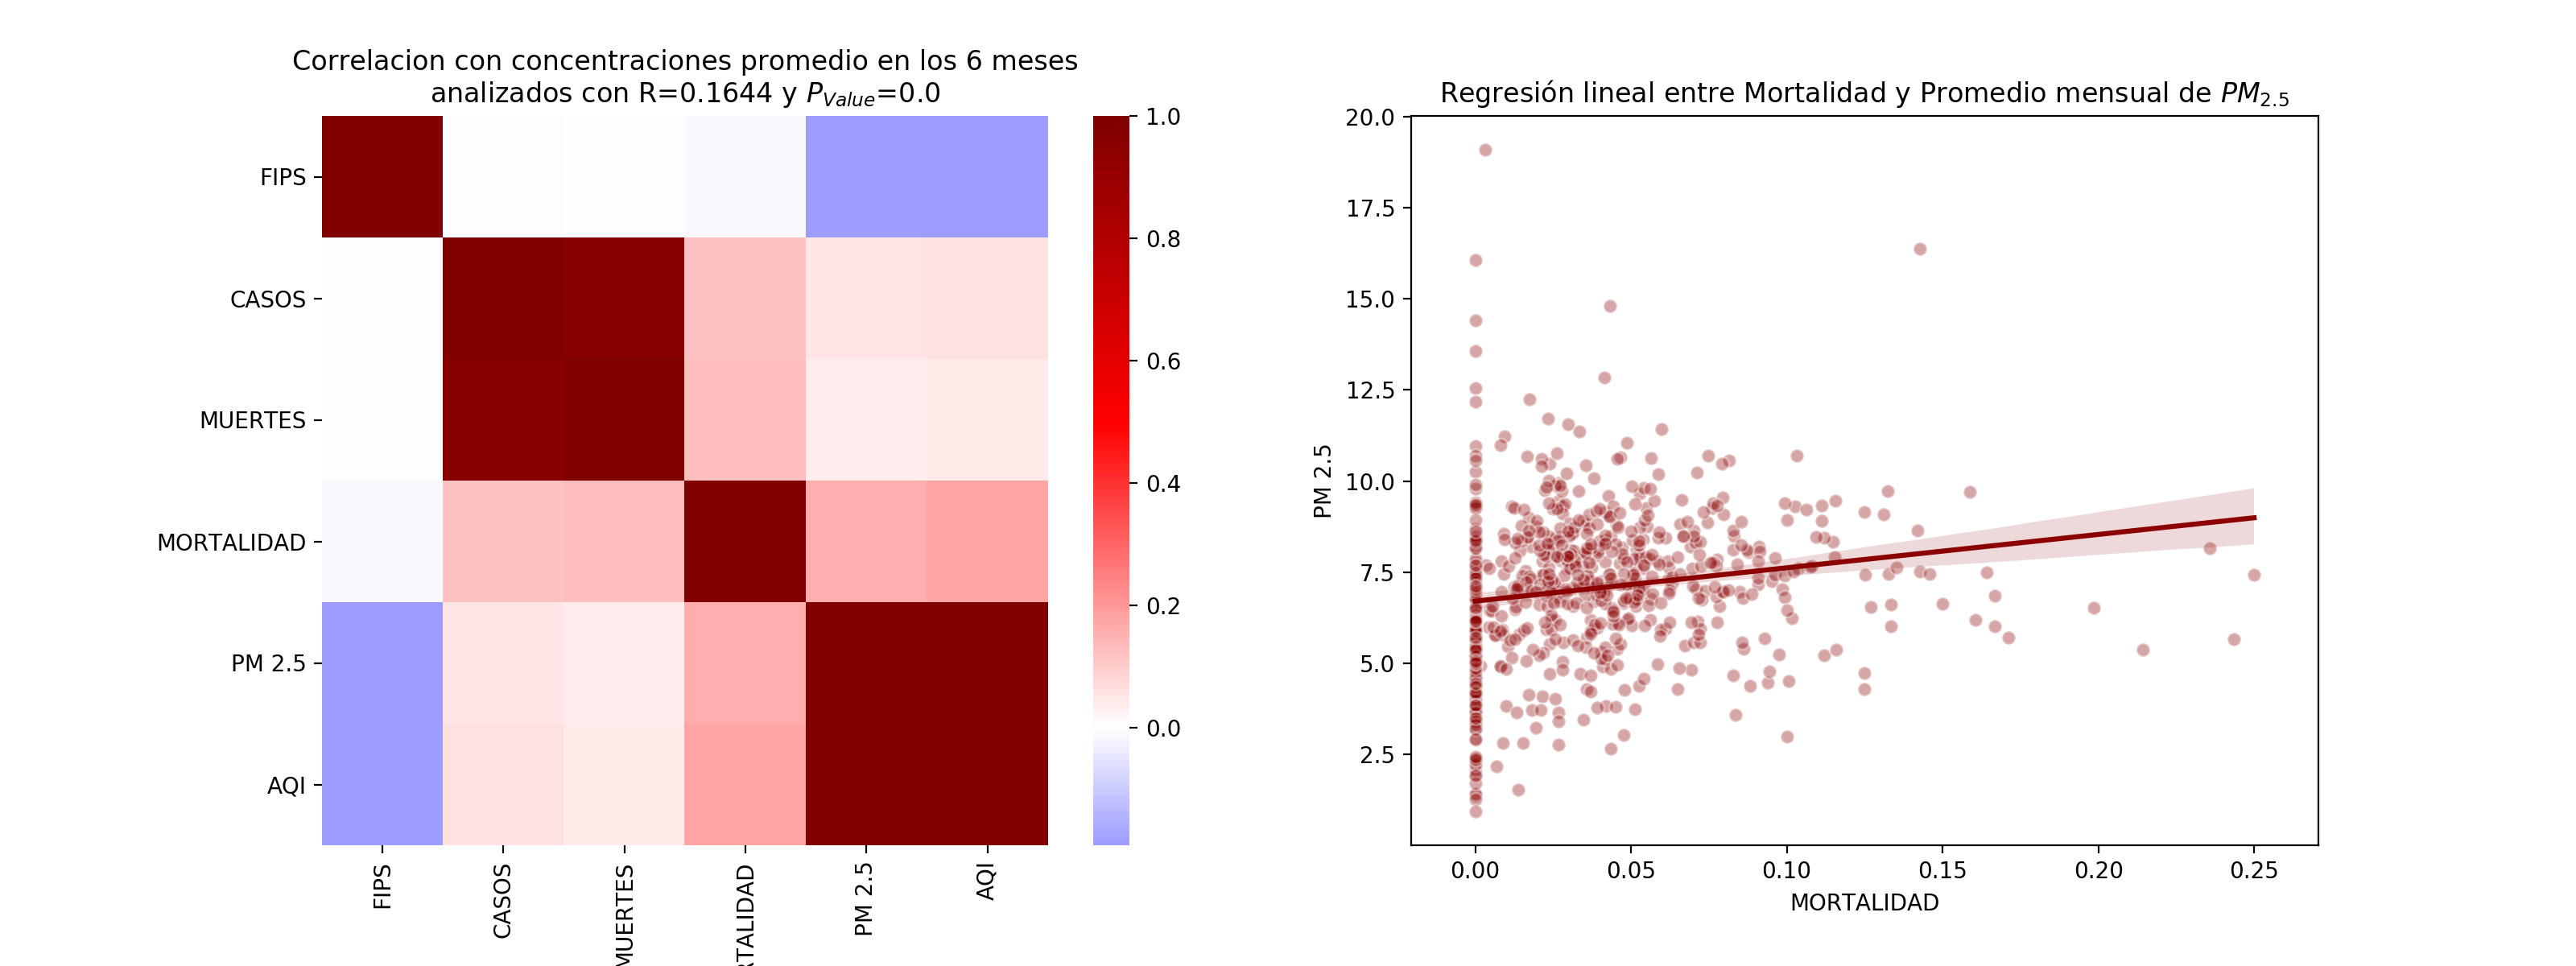 Correlacion con concentraciones promedio en los 6 meses
analizados con R=0.1644 y P_Value=0.0
FIPS
CASOS
MUERTES
MORTALIDAD
PM 2.5
AQI
FIPS
CASOS
MUERTES
RTALIDAD
PM 2.5
AQI
1.0
0.8
0.6
0.4
0.2
0.0
Regresión lineal entre Mortalidad y Promedio mensual de PM_2.5
20.0
17.5
15.0
12.5
10.0
7.5
5.0
2.5
PM 2.5
0.00 0.05 0.10 0.15 0.20 0.25
MORTALIDAD